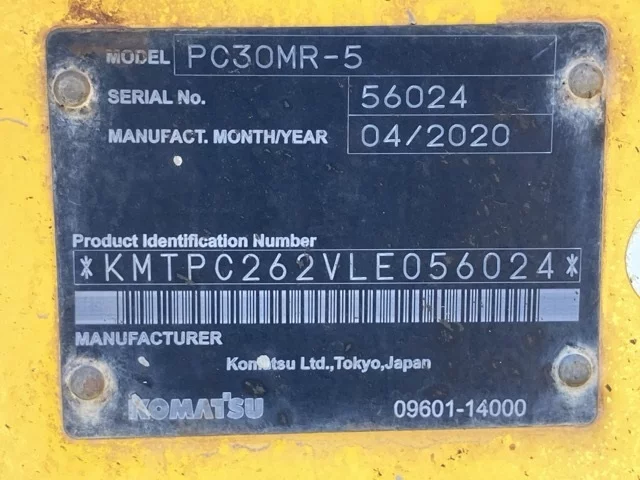 MODEL PC30MR-5
SERIAL No. 56024
MANUFACT. MONTH/YEAR 04/2020
Product Identification Number
*KMTPC262VLE056024*
MANUFACTURER
Komatsu Ltd.,Tokyo,Japan
KOMATSU 09601-14000